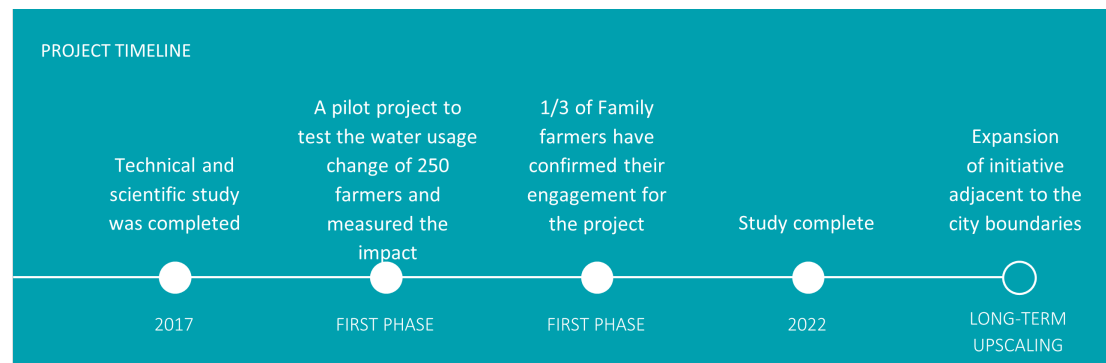 PROJECT TIMELINE
Technical and
scientific study
was completed
2017
A pilot project to
test the water usage
change of 250
farmers and
measured the
impact
FIRST PHASE
1/3 of Family
farmers have
confirmed their
engagement for
the project
FIRST PHASE
Study complete
2022
Expansion
of initiative
adjacent to the
city boundaries
LONG-TERM
UPSCALING